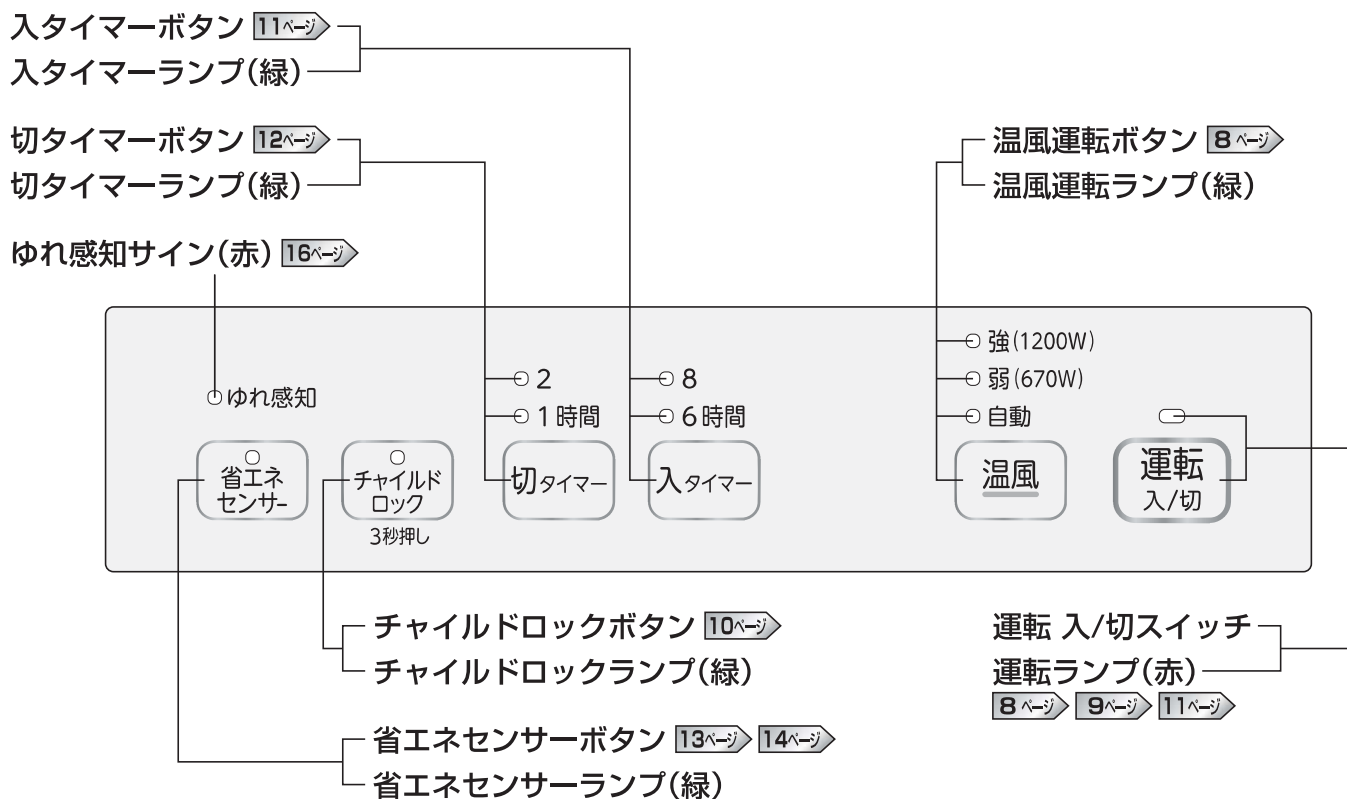 入タイマーボタン 11ページ
入タイマーランプ(緑)
切タイマーボタン 12ページ
切タイマーランプ(緑)
ゆれ感知サイン(赤) 16ページ
温風運転ボタン 8ページ
温風運転ランプ(緑)
ゆれ感知
省エネ
センサー
チャイルド
ロック
3秒押し
2
1時間
切タイマー
8
6時間
入タイマー
強(1200W)
弱(670W)
自動
温風
運転
入/切
チャイルドロックボタン 10ページ
チャイルドロックランプ(緑)
省エネセンサーボタン 13ページ 14ページ
省エネセンサーランプ(緑)
運転 入/切スイッチ
運転ランプ(赤)
8ページ 9ページ 11ページ